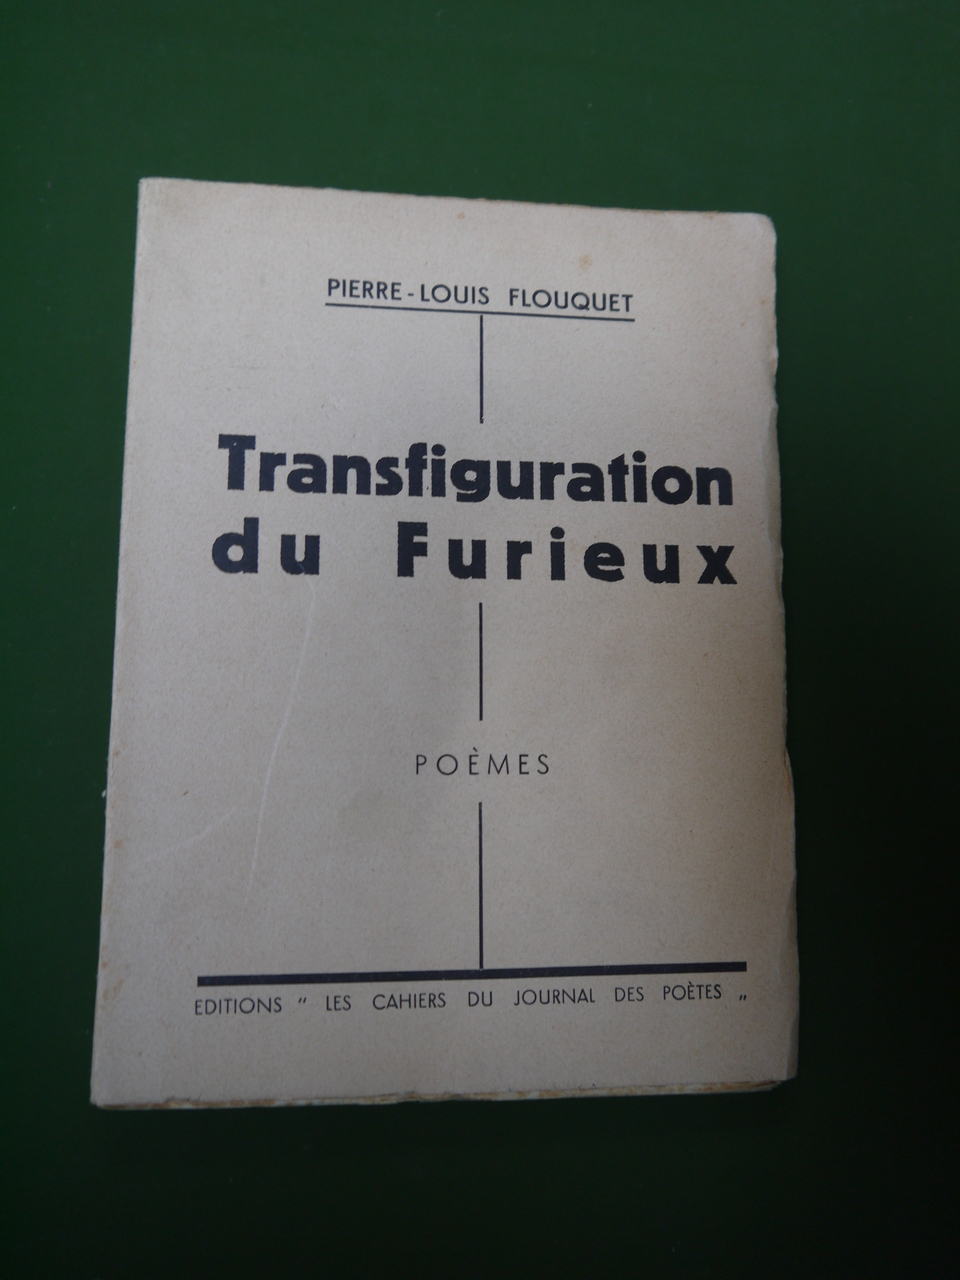 PIERRE-LOUIS FLOUQUET
Transfiguration
du Furieux
POÈMES
EDITIONS “ LES CAHIERS DU JOURNAL DES POÈTES „